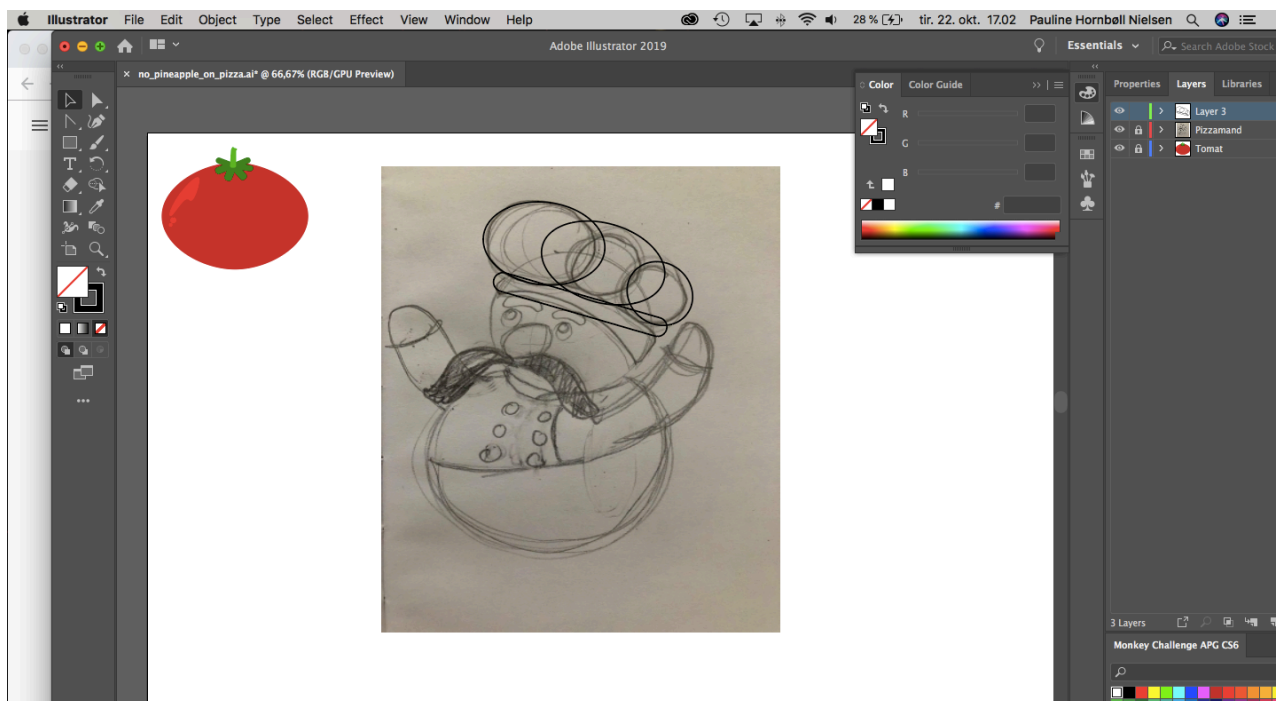 Illustrator File Edit Object Type Select Effect View Window Help 28 % tir. 22. okt. 17.02 Pauline Hornbøll Nielsen
Adobe Illustrator 2019 Essentials Search Adobe Stock
× no_pineapple_on_pizza.ai* @ 66,67% (RGB/GPU Preview)
Color Color Guide
R
G
B
#
Properties Layers Libraries
Layer 3
Pizzamand
Tomat
3 Layers
Monkey Challenge APG CS6